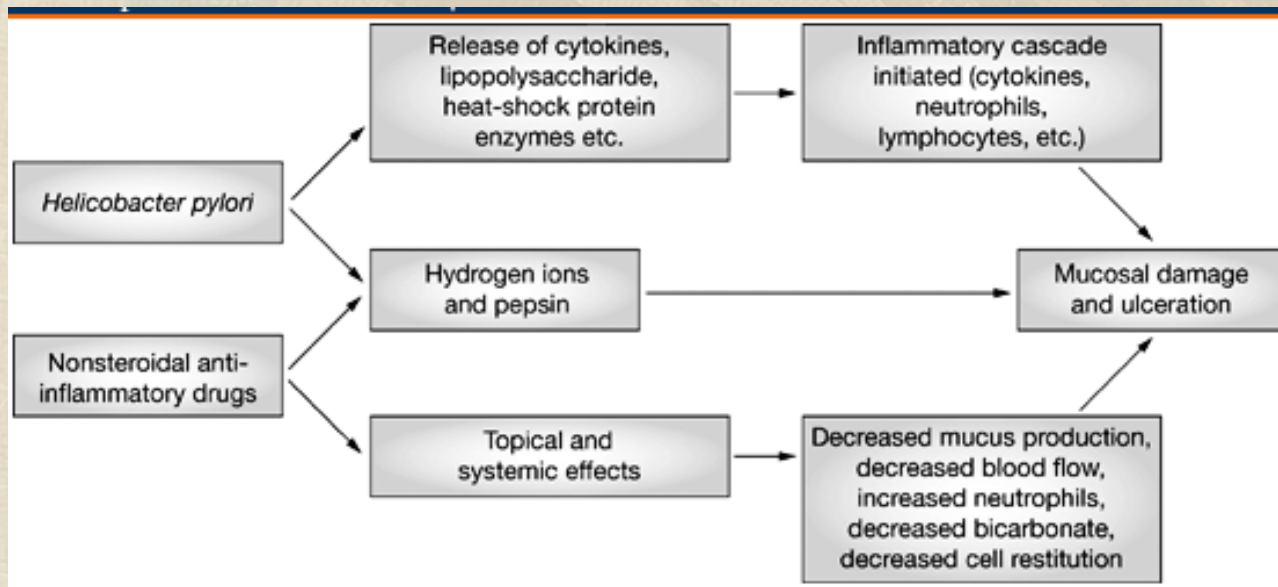 Release of cytokines,
lipopolysaccharide,
heat-shock protein
enzymes etc.
Inflammatory cascade
initiated (cytokines,
neutrophils,
lymphocytes, etc.)
Helicobacter pylori
Hydrogen ions
and pepsin
Mucosal damage
and ulceration
Nonsteroidal anti-
inflammatory drugs
Topical and
systemic effects
Decreased mucus production,
decreased blood flow,
increased neutrophils,
decreased bicarbonate,
decreased cell restitution